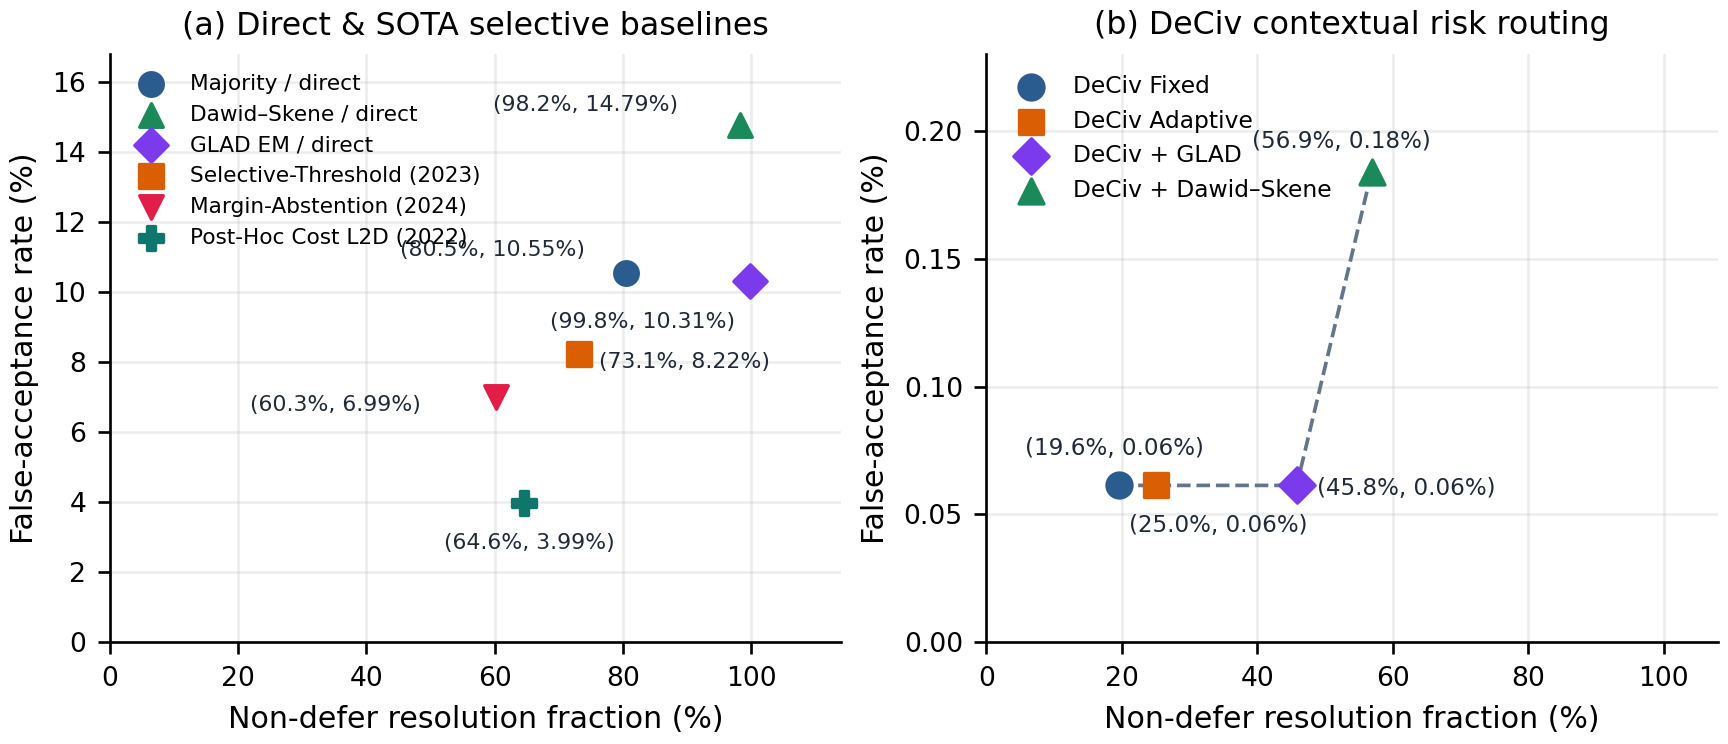 (a) Direct & SOTA selective baselines
False-acceptance rate (%)
16
14
12
10
8
6
4
2
0
Majority / direct
Dawid–Skene / direct
GLAD EM / direct
Selective-Threshold (2023)
Margin-Abstention (2024)
Post-Hoc Cost L2D (2022)
(98.2%, 14.79%)
(80.5%, 10.55%)
(99.8%, 10.31%)
(73.1%, 8.22%)
(60.3%, 6.99%)
(64.6%, 3.99%)
0 20 40 60 80 100
Non-defer resolution fraction (%)
(b) DeCiv contextual risk routing
False-acceptance rate (%)
0.20
0.15
0.10
0.05
0.00
DeCiv Fixed
DeCiv Adaptive
DeCiv + GLAD
DeCiv + Dawid–Skene
(56.9%, 0.18%)
(19.6%, 0.06%)
(45.8%, 0.06%)
(25.0%, 0.06%)
0 20 40 60 80 100
Non-defer resolution fraction (%)